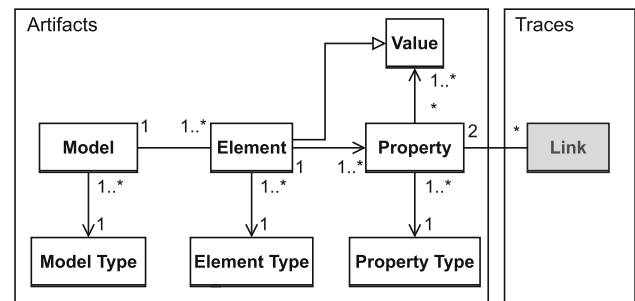 Artifacts
Traces
Value
1..*
*
1
1..*
2
*
Model
Element
Property
Link
1
1..*
1..*
1..*
1..*
1
1
1
Model Type
Element Type
Property Type